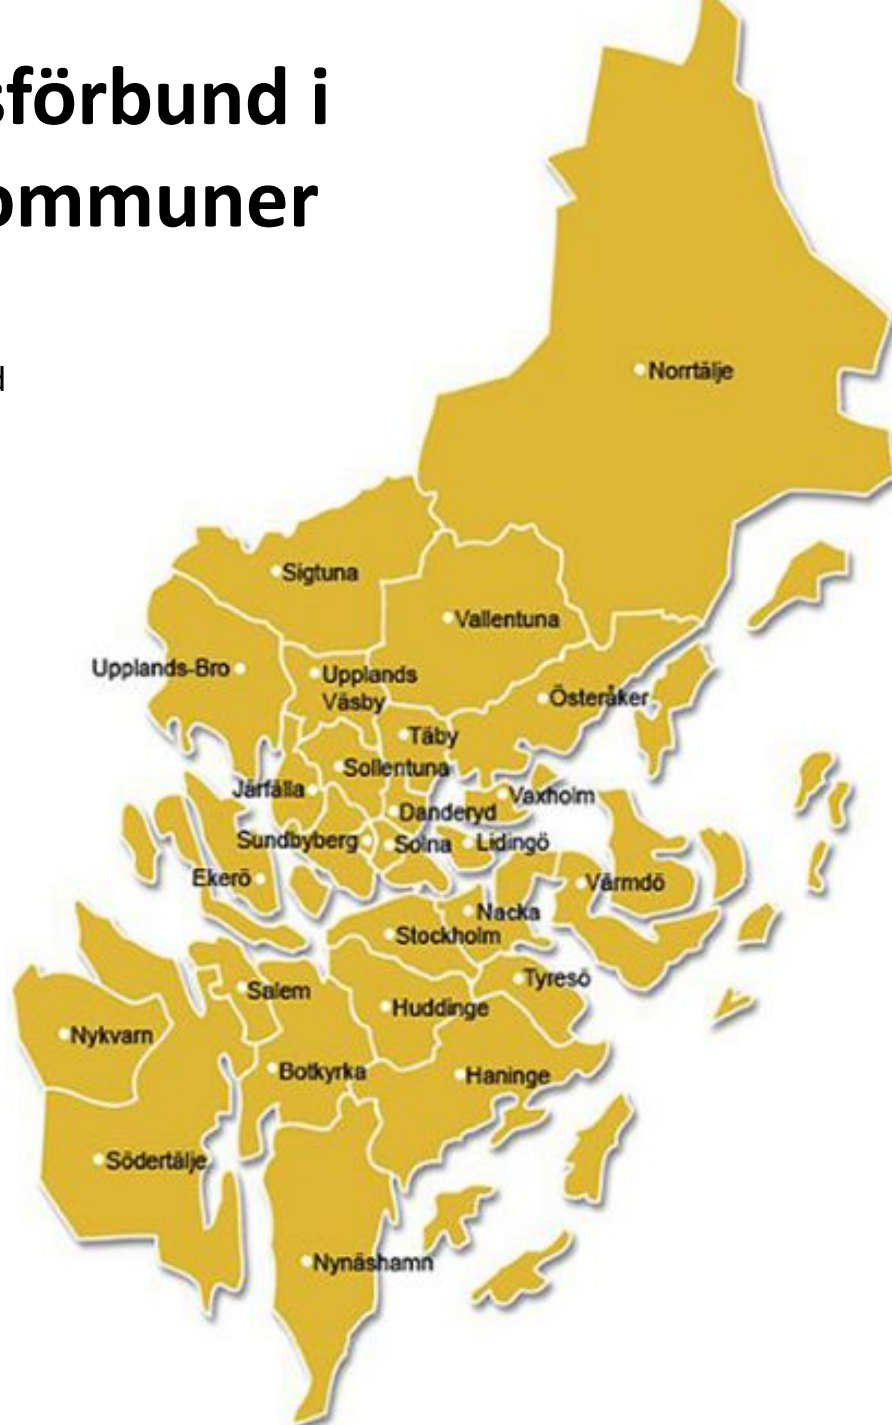 sförbund i
ommuner
d
Norrtälje
Sigtuna
Vallentuna
Upplands-Bro
Upplands
Väsby
Österåker
Täby
Sollentuna
Järfälla
Vaxholm
Danderyd
Sundbyberg
Solna
Lidingö
Ekerö
Värmdö
Nacka
Stockholm
Tyresö
Salem
Huddinge
Nykvarn
Botkyrka
Haninge
Södertälje
Nynäshamn